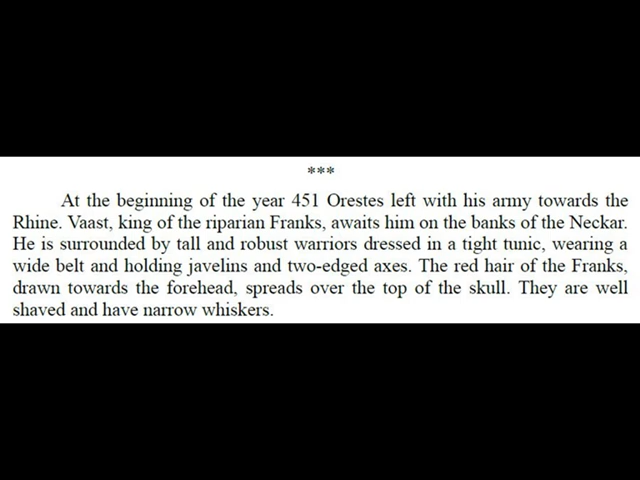 ***
At the beginning of the year 451 Orestes left with his army towards the
Rhine. Vaast, king of the riparian Franks, awaits him on the banks of the Neckar.
He is surrounded by tall and robust warriors dressed in a tight tunic, wearing a
wide belt and holding javelins and two-edged axes. The red hair of the Franks,
drawn towards the forehead, spreads over the top of the skull. They are well
shaved and have narrow whiskers.